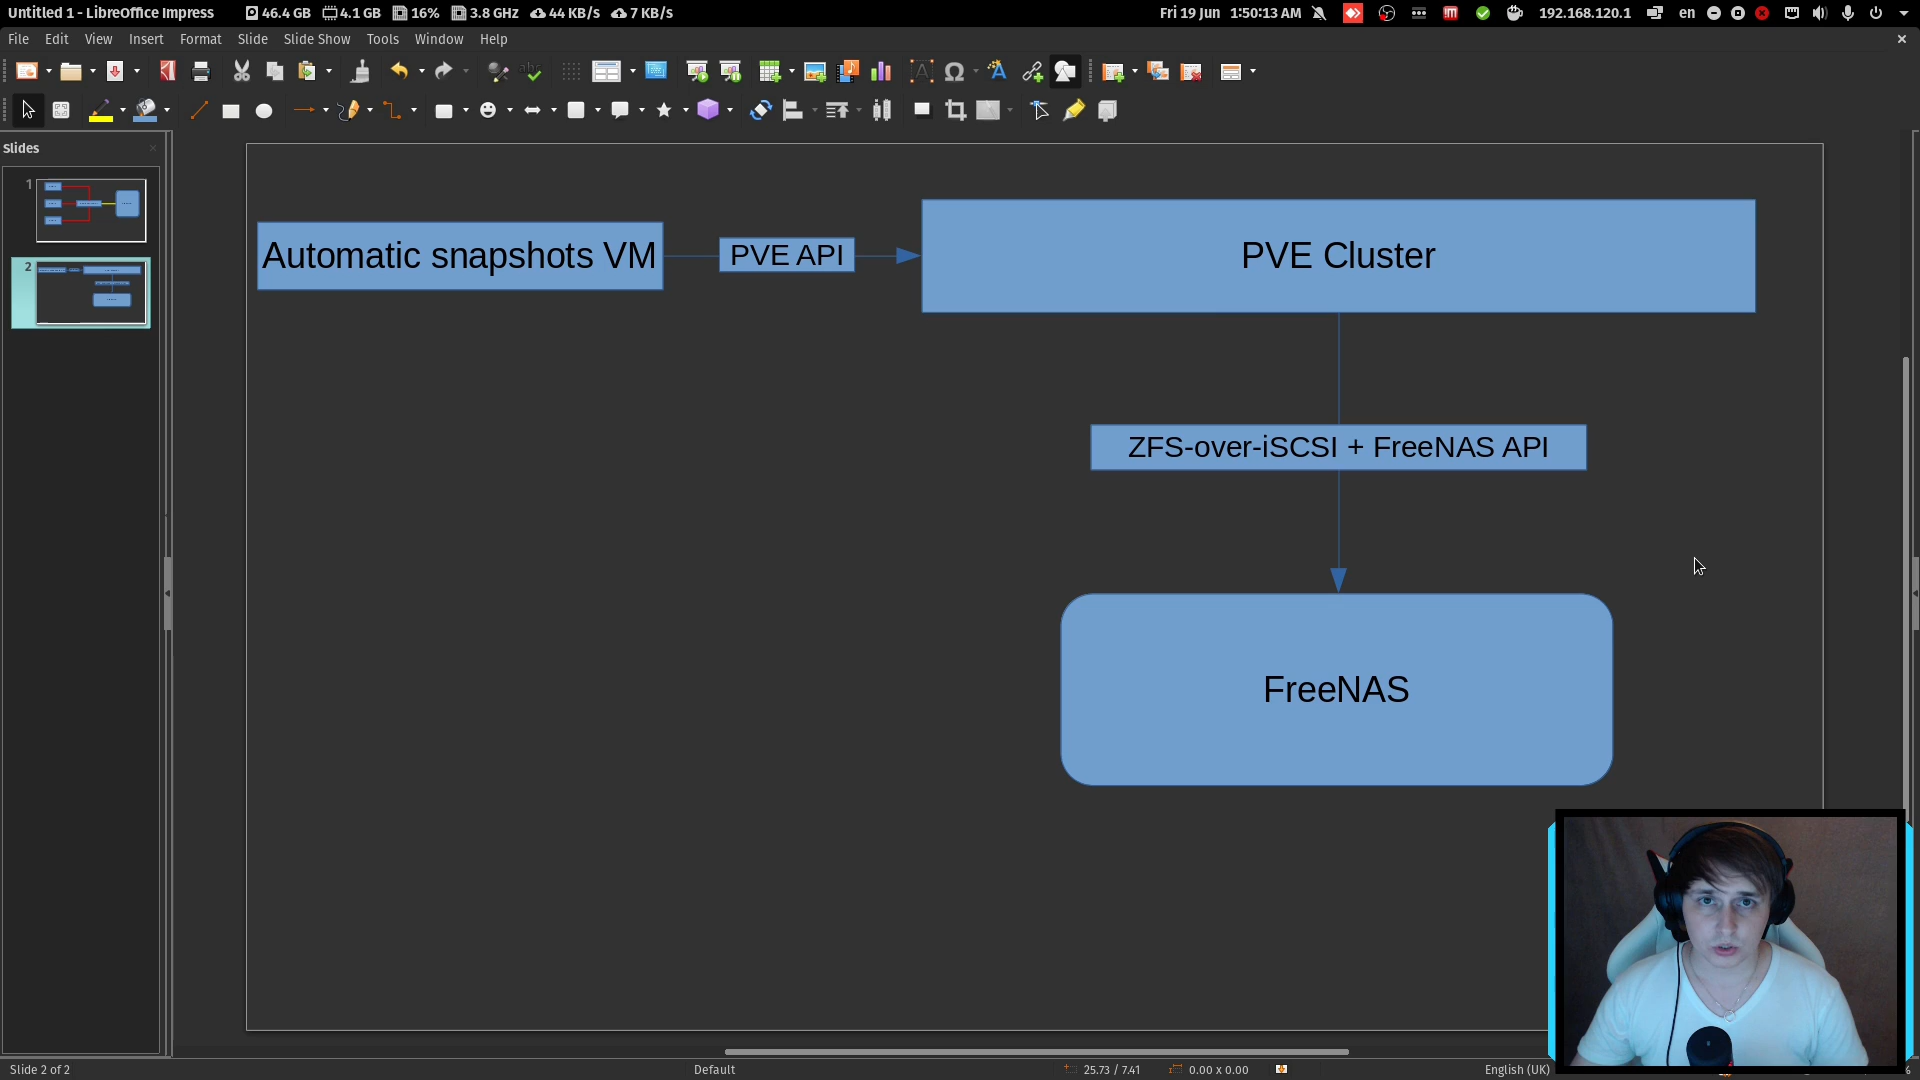 Untitled 1 - LibreOffice Impress 46.4 GB 4.1 GB 16% 3.8 GHz 44 KB/s 7 KB/s Fri 19 Jun 1:50:13 AM 192.168.120.1 en
File Edit View Insert Format Slide Slide Show Tools Window Help
Slides
1
2
Automatic snapshots VM
PVE API
PVE Cluster
ZFS-over-iSCSI + FreeNAS API
FreeNAS
Slide 2 of 2 Default 25.73 / 7.41 0.00 x 0.00 English (UK)